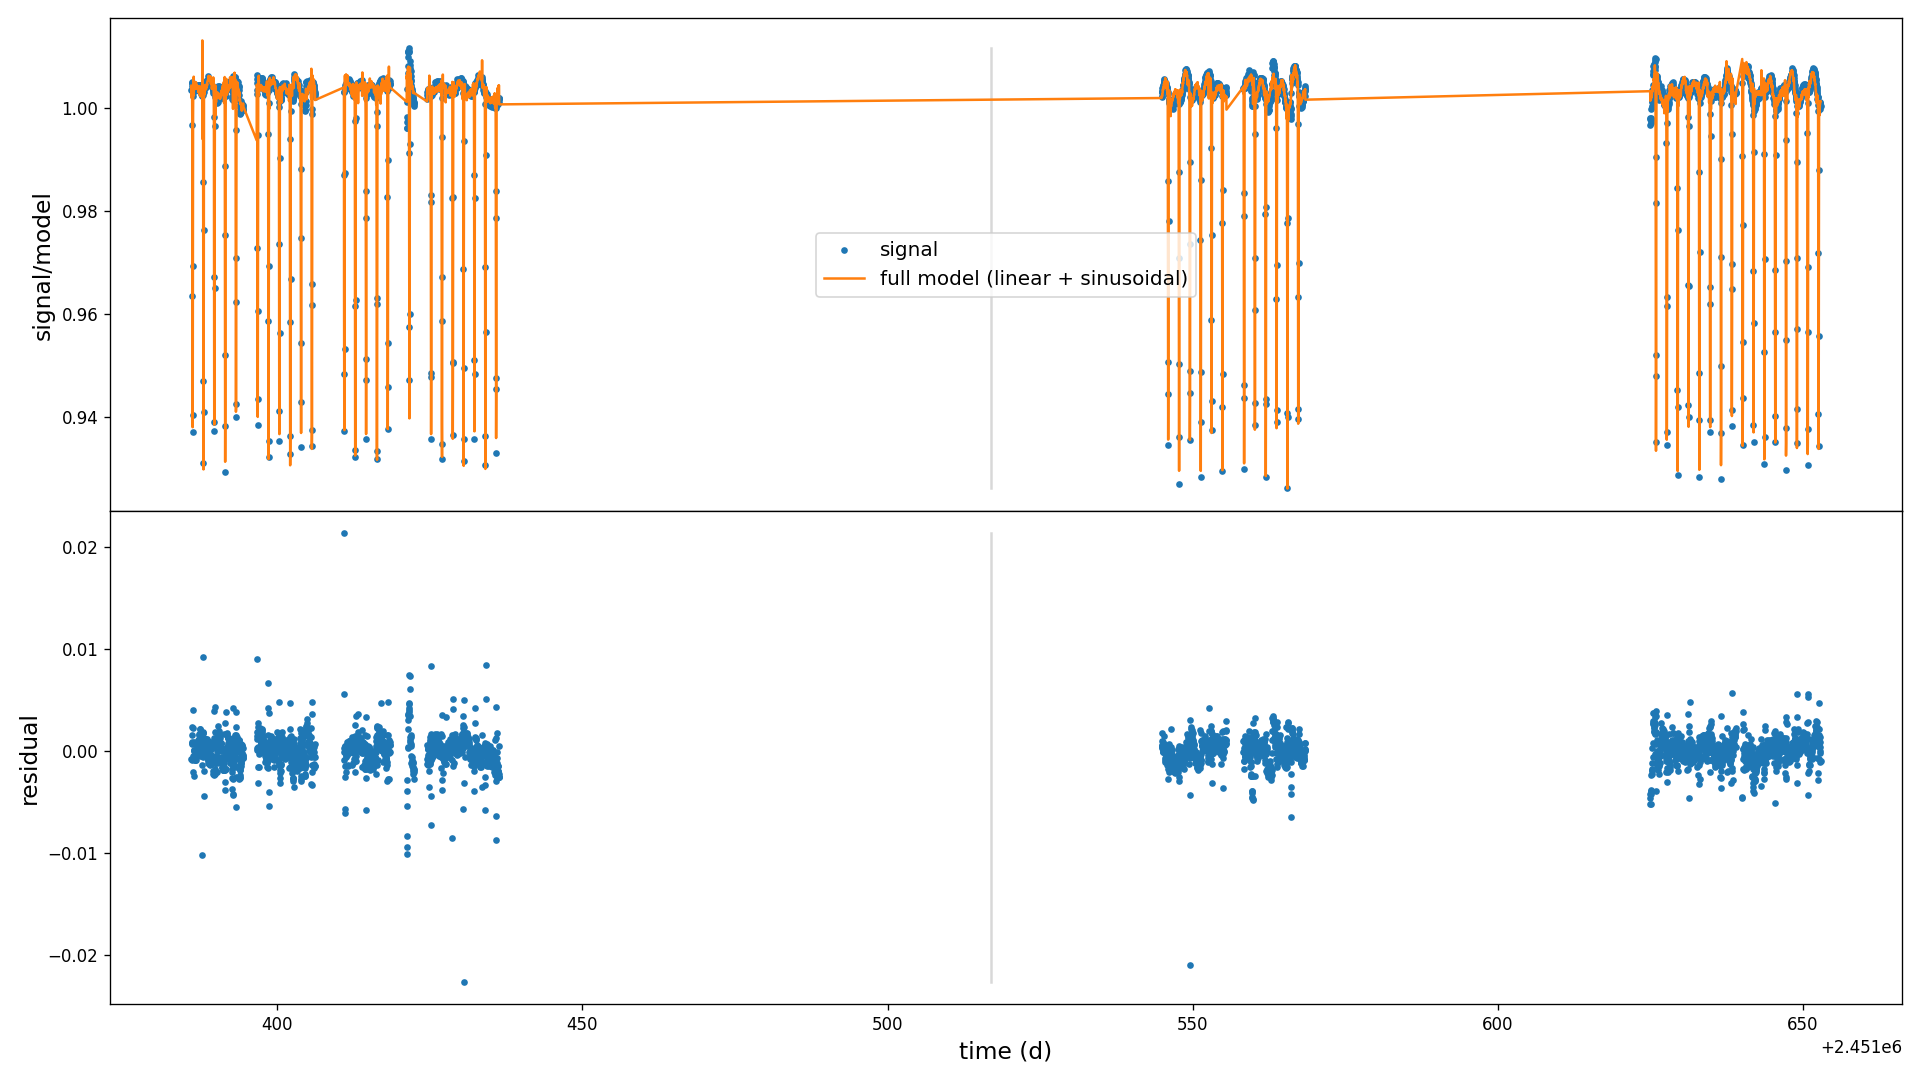 signal/model
1.00
0.98
0.96
0.94
signal
full model (linear + sinusoidal)
residual
0.02
0.01
0.00
−0.01
−0.02
400
450
500
550
600
650
time (d)
+2.451e6